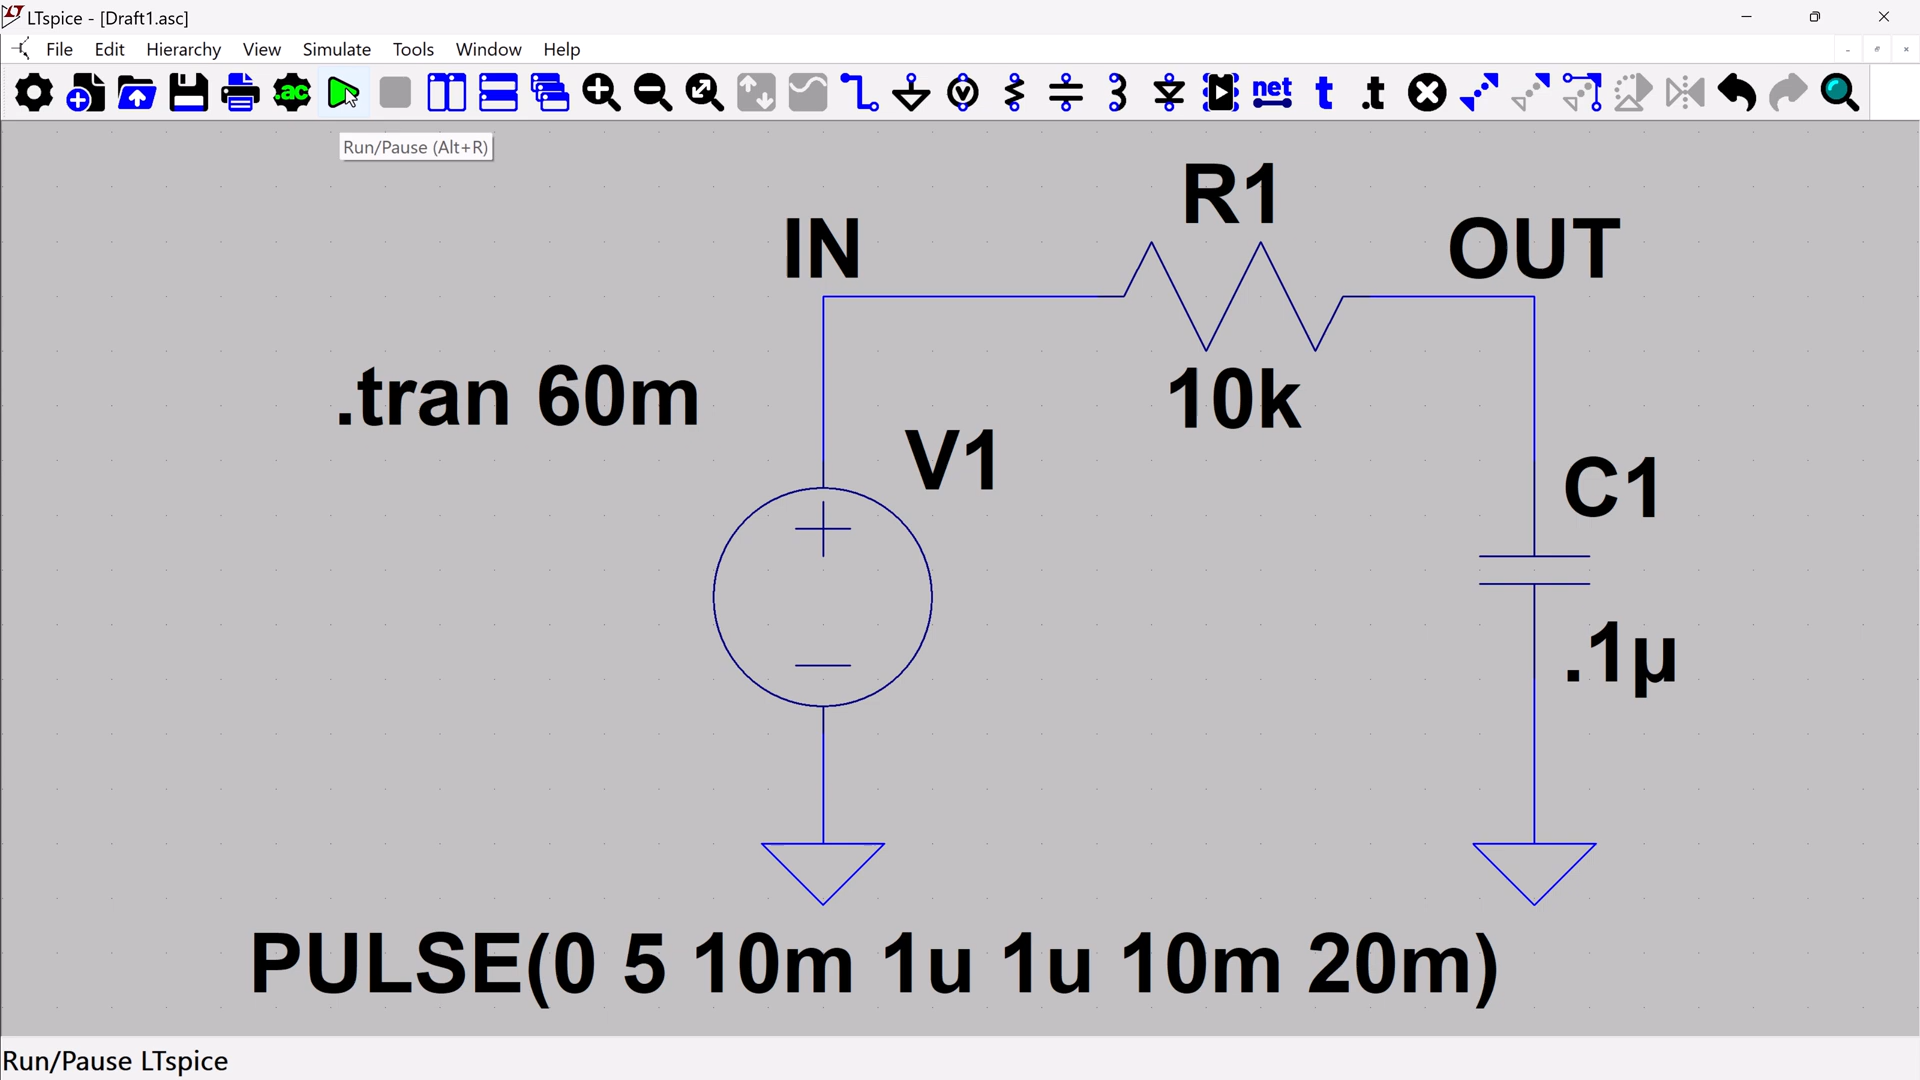 LTspice - [Draft1.asc]
File Edit Hierarchy View Simulate Tools Window Help
.ac net t .t
Run/Pause (Alt+R)
R1
IN
OUT
.tran 60m
10k
V1
C1
.1µ
PULSE(0 5 10m 1u 1u 10m 20m)
Run/Pause LTspice